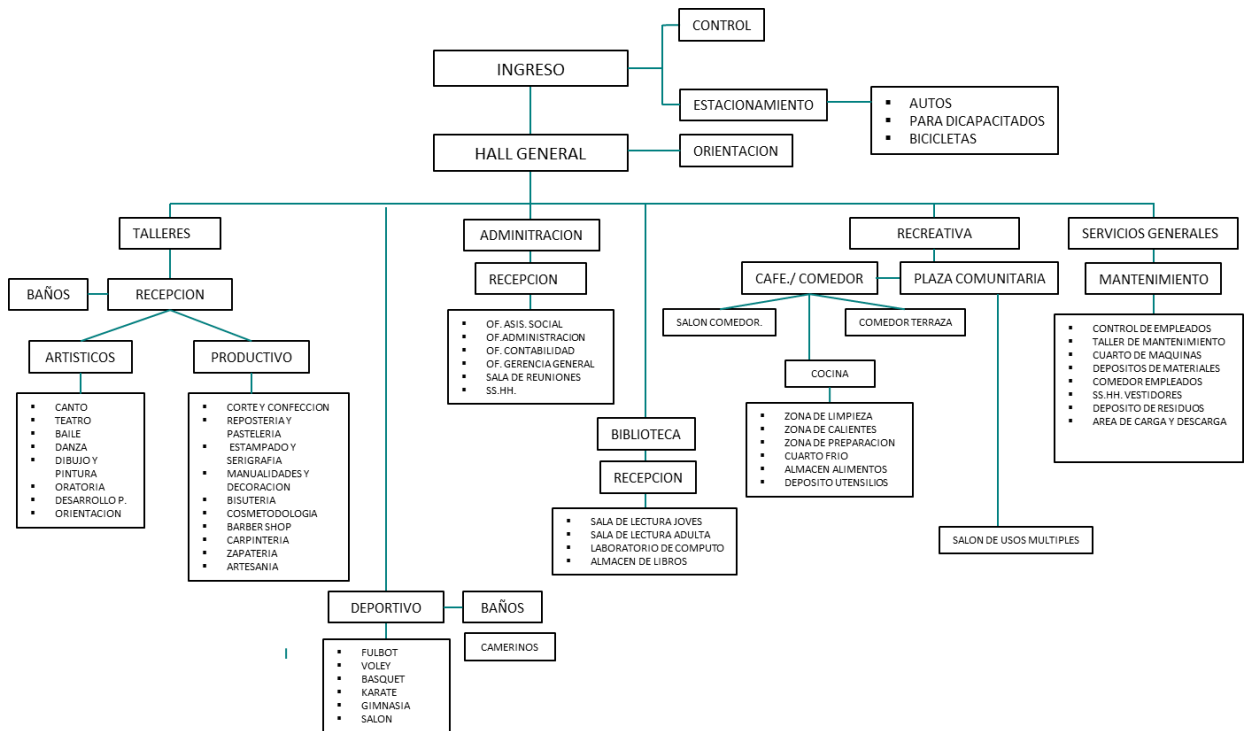 CONTROL
INGRESO
ESTACIONAMIENTO
▪ AUTOS
▪ PARA DICAPACITADOS
▪ BICICLETAS
HALL GENERAL
ORIENTACION
TALLERES
ADMINITRACION
RECREATIVA
SERVICIOS GENERALES
BAÑOS
RECEPCION
RECEPCION
CAFE./ COMEDOR
PLAZA COMUNITARIA
MANTENIMIENTO
SALON COMEDOR.
COMEDOR TERRAZA
ARTISTICOS
PRODUCTIVO
▪ OF. ASIS. SOCIAL
▪ OF.ADMINISTRACION
▪ OF. CONTABILIDAD
▪ OF. GERENCIA GENERAL
▪ SALA DE REUNIONES
▪ SS.HH.
▪ CONTROL DE EMPLEADOS
▪ TALLER DE MANTENIMIENTO
▪ CUARTO DE MAQUINAS
▪ DEPOSITOS DE MATERIALES
▪ COMEDOR EMPLEADOS
▪ SS.HH. VESTIDORES
▪ DEPOSITO DE RESIDUOS
▪ AREA DE CARGA Y DESCARGA
COCINA
▪ CANTO
▪ TEATRO
▪ BAILE
▪ DANZA
▪ DIBUJO Y
PINTURA
▪ ORATORIA
▪ DESARROLLO P.
▪ ORIENTACION
▪ CORTE Y CONFECCION
▪ REPOSTERIA Y
PASTELERIA
▪ ESTAMPADO Y
SERIGRAFIA
▪ MANUALIDADES Y
DECORACION
▪ BISUTERIA
▪ COSMETODOLOGIA
▪ BARBER SHOP
▪ CARPINTERIA
▪ ZAPATERIA
▪ ARTESANIA
▪ ZONA DE LIMPIEZA
▪ ZONA DE CALIENTES
▪ ZONA DE PREPARACION
▪ CUARTO FRIO
▪ ALMACEN ALIMENTOS
▪ DEPOSITO UTENSILIOS
BIBLIOTECA
RECEPCION
▪ SALA DE LECTURA JOVES
▪ SALA DE LECTURA ADULTA
▪ LABORATORIO DE COMPUTO
▪ ALMACEN DE LIBROS
SALON DE USOS MULTIPLES
DEPORTIVO
BAÑOS
CAMERINOS
▪ FULBOT
▪ VOLEY
▪ BASQUET
▪ KARATE
▪ GIMNASIA
▪ SALON